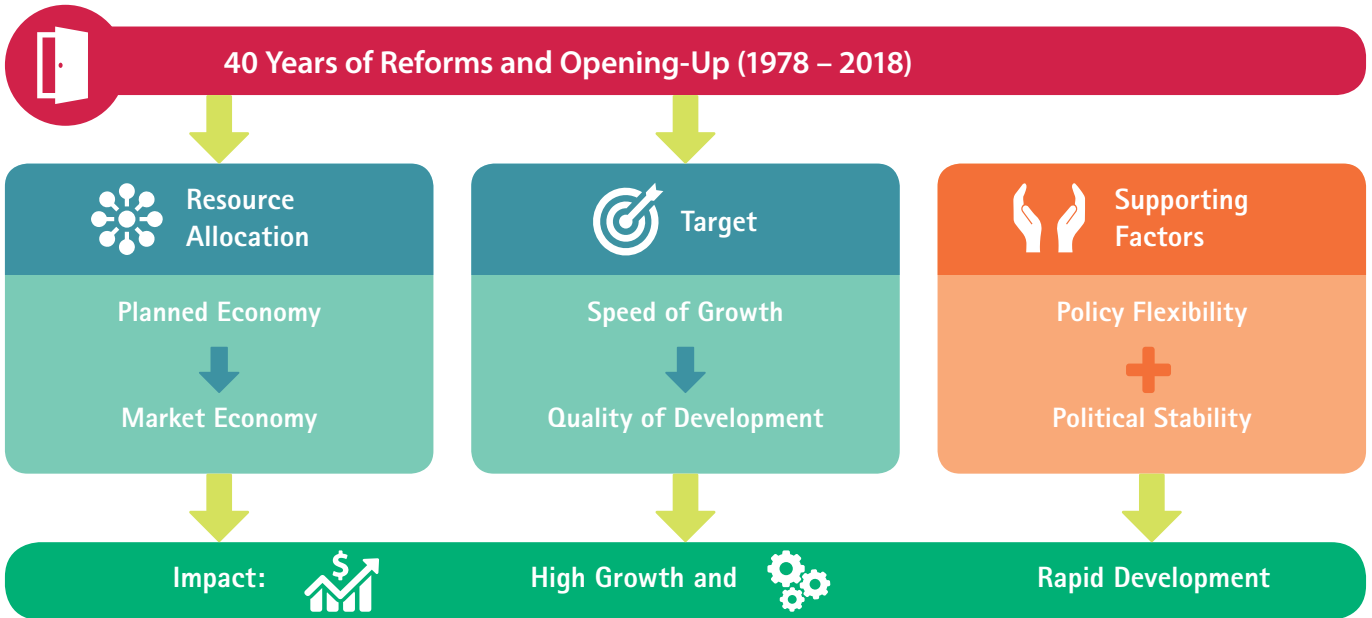 40 Years of Reforms and Opening-Up (1978 – 2018)
Resource
Allocation
Planned Economy
Market Economy
Target
Speed of Growth
Quality of Development
Supporting
Factors
Policy Flexibility
Political Stability
Impact:
$
High Growth and
Rapid Development